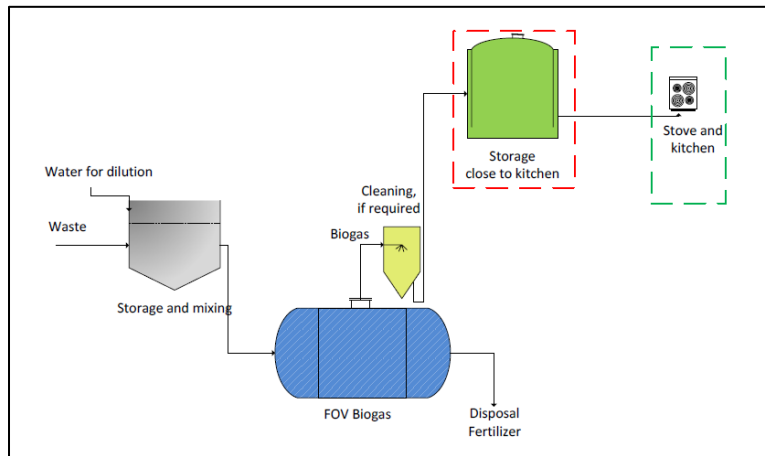 Water for dilution
Waste
Storage and mixing
Biogas
Cleaning,
if required
FOV Biogas
Disposal
Fertilizer
Storage
close to kitchen
Stove and
kitchen